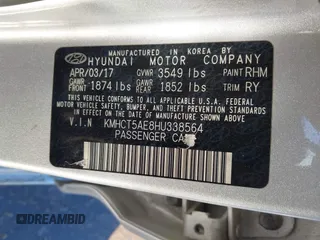 MANUFACTURED IN KOREA BY
HYUNDAI MOTOR COMPANY
APR/03/17 GVWR 3549 lbs PAINT RHM
GAWR FRONT 1874 lbs GAWR REAR 1852 lbs TRIM RY
THIS VEHICLE CONFORMS TO ALL APPLICABLE
U.S. FEDERAL MOTOR VEHICLE SAFETY, BUMPER,
AND THEFT PREVENTION STANDARDS IN EFFECT
ON THE DATE OF MANUFACTURE SHOWN ABOVE.
V.I.N KMHCT5AE8HU338564
PASSENGER CAR
DREAMBID